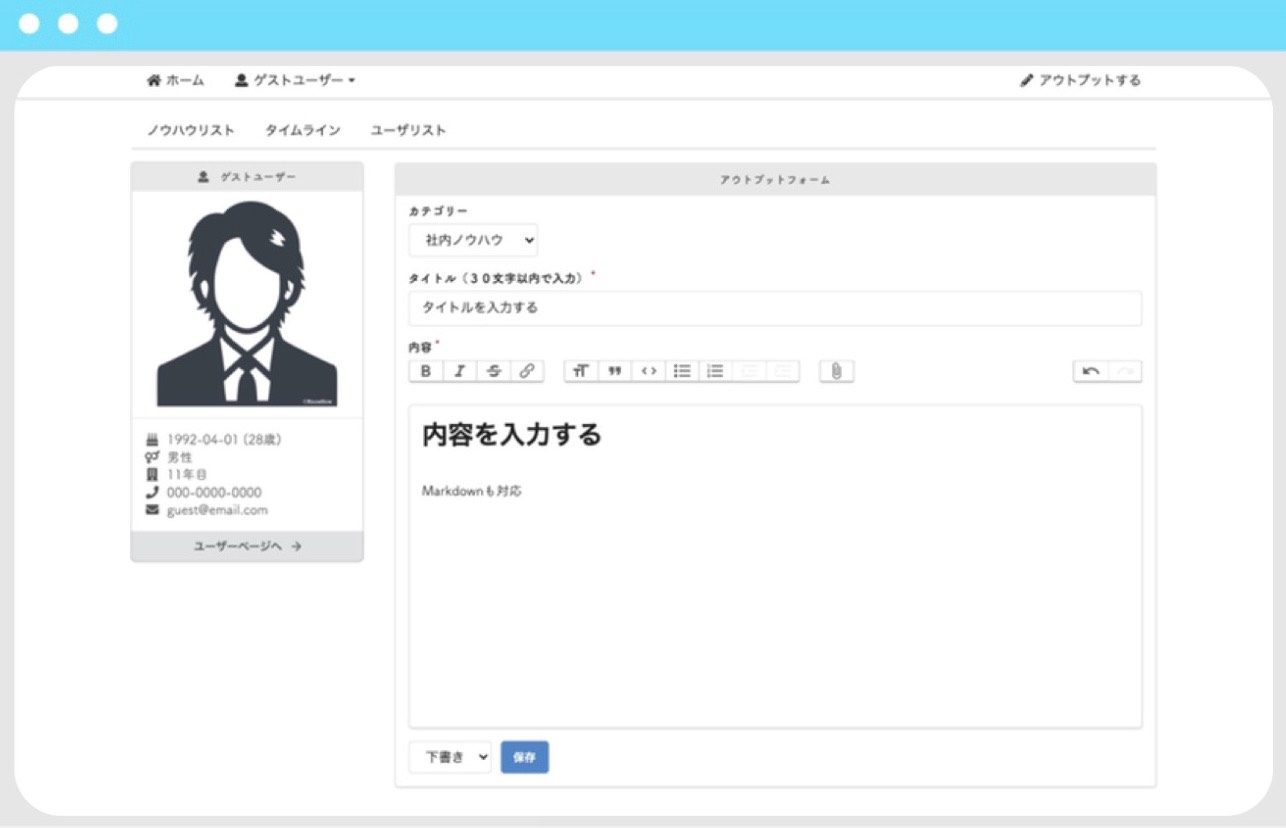 ホーム ゲストユーザー アウトプットする
ノウハウリスト タイムライン ユーザリスト
ゲストユーザー
1992-04-01 (28歳)
男性
11年目
000-0000-0000
guest@email.com
ユーザーページへ →
アウトプットフォーム
カテゴリー
社内ノウハウ
タイトル（３０文字以内で入力） *
タイトルを入力する
内容 *
内容を入力する
Markdownも対応
下書き 保存